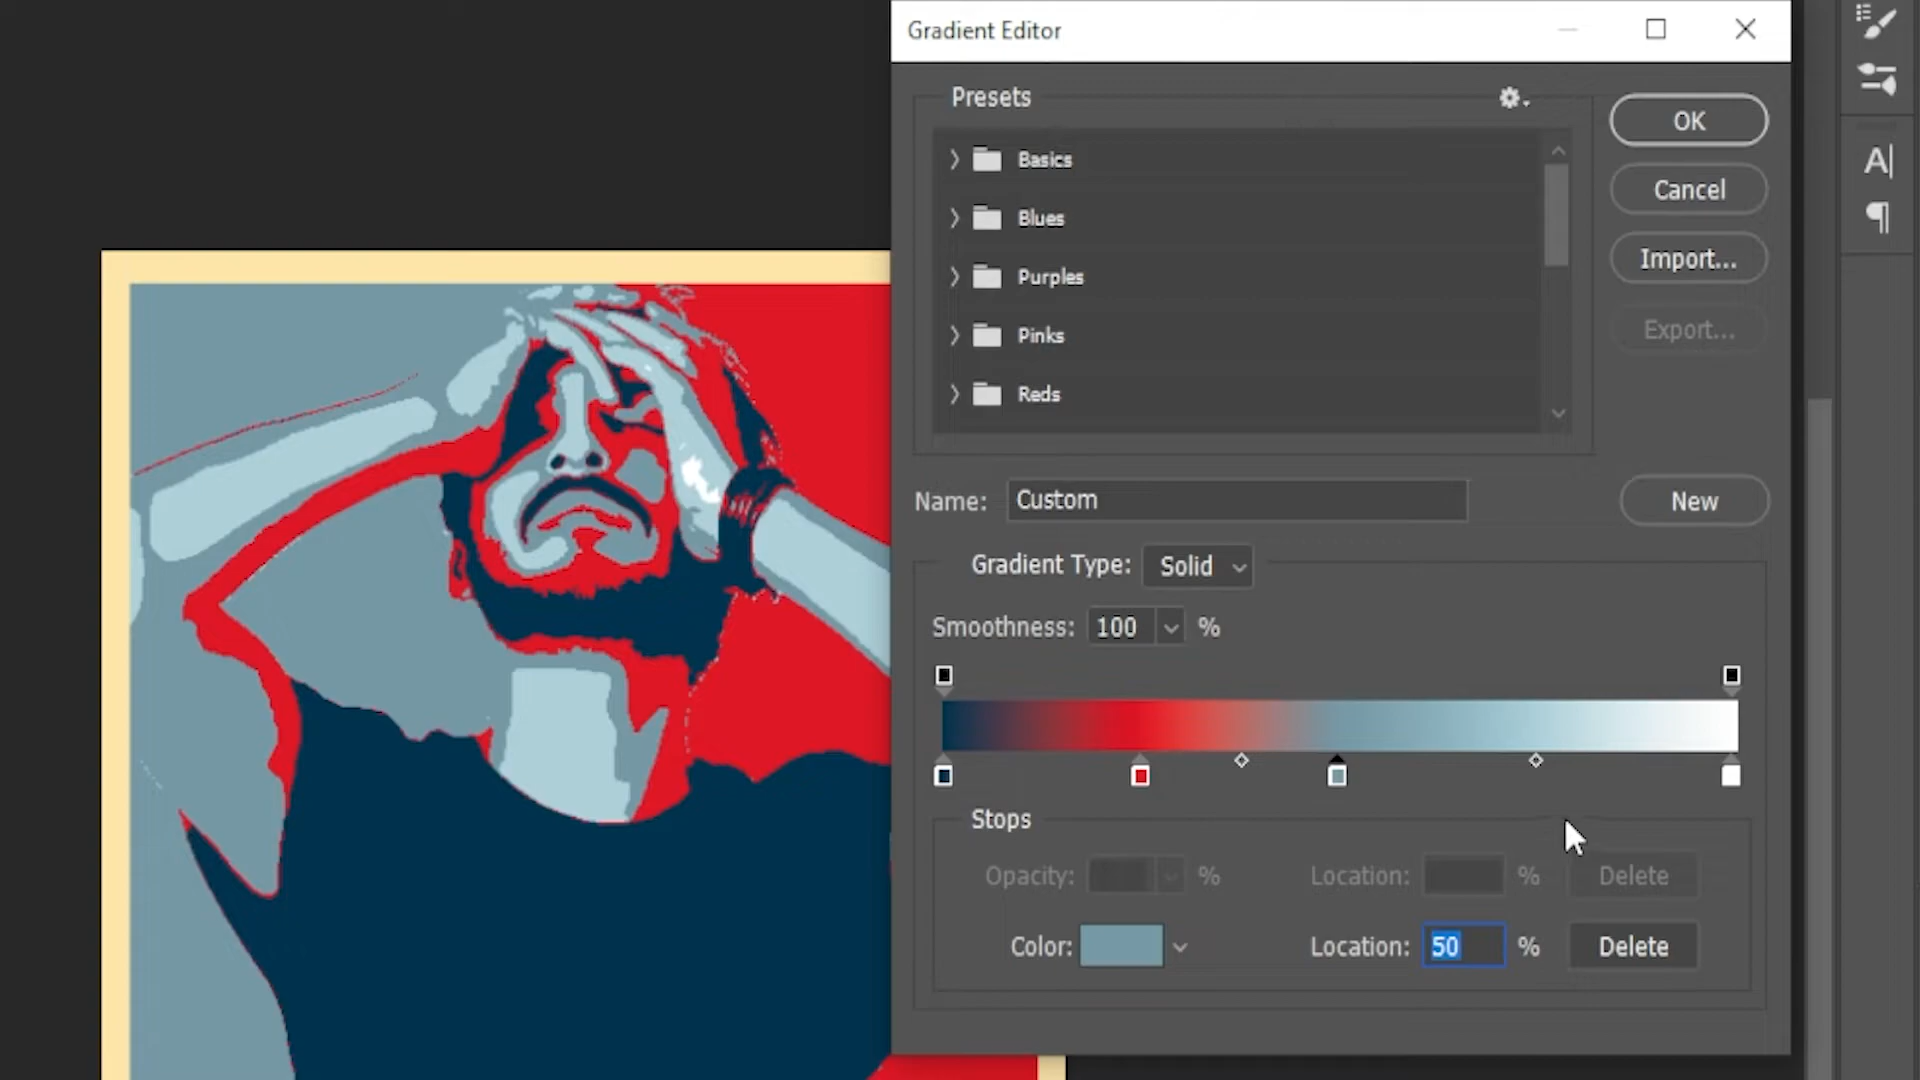 Gradient Editor
Presets
OK
Basics
Cancel
Blues
Import...
Purples
Export...
Pinks
Reds
Name: Custom
New
Gradient Type: Solid
Smoothness: 100 %
Stops
Opacity: % Location: % Delete
Color: Location: 50 % Delete
A|
¶